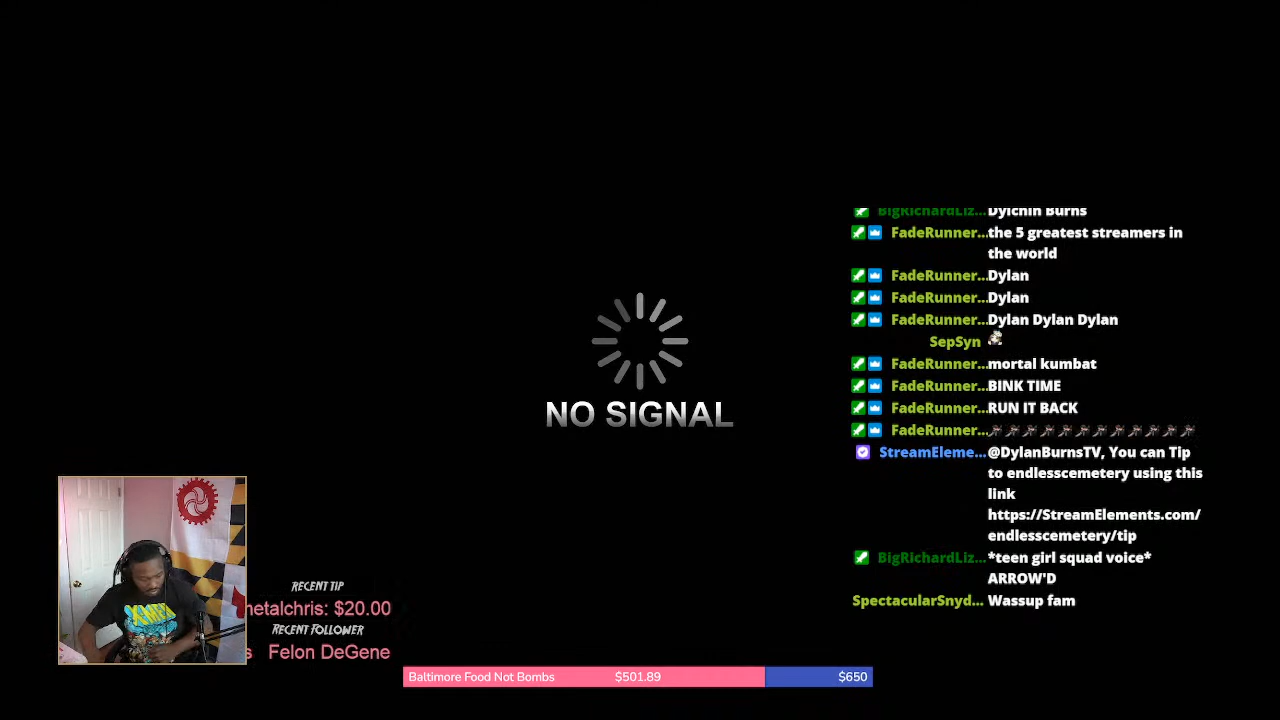 BigRichardLiz... Dylchin Burns
FadeRunner... the 5 greatest streamers in
the world
FadeRunner... Dylan
FadeRunner... Dylan
FadeRunner... Dylan Dylan Dylan
SepSyn
FadeRunner... mortal kumbat
FadeRunner... BINK TIME
FadeRunner... RUN IT BACK
FadeRunner...
StreamEleme... @DylanBurnsTV, You can Tip
to endlesscemetery using this
link
https://StreamElements.com/
endlesscemetery/tip
BigRichardLiz... *teen girl squad voice*
ARROW'D
SpectacularSnyd... Wassup fam
NO SIGNAL
X-MEN
RECENT TIP
metalchris: $20.00
RECENT FOLLOWER
s Felon DeGene
Baltimore Food Not Bombs $501.89 $650